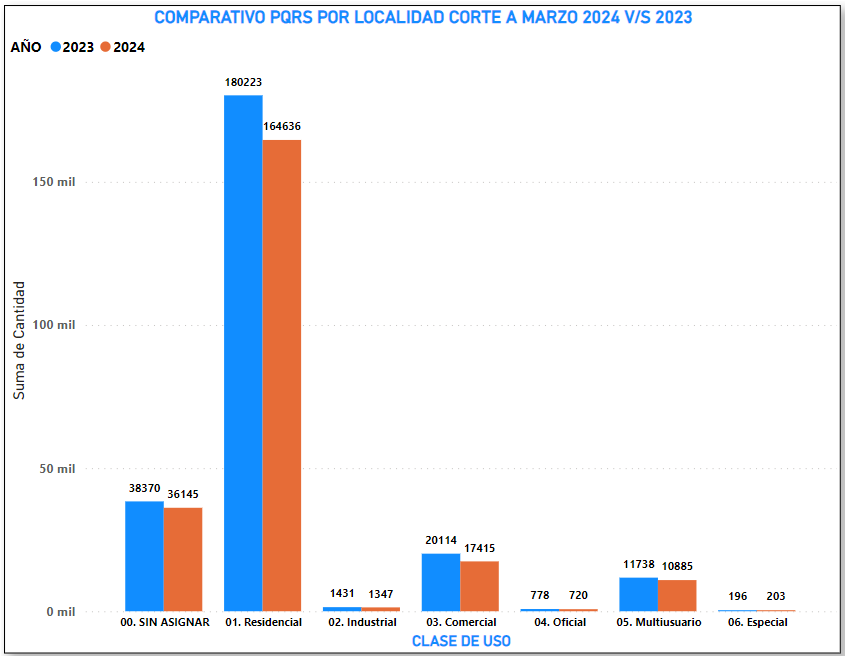 COMPARATIVO PQRS POR LOCALIDAD CORTE A MARZO 2024 V/S 2023
AÑO 2023 2024
180223
164636
150 mil
100 mil
Suma de Cantidad
50 mil
38370 36145
20114 17415
11738 10885
1431 1347
778 720
196 203
0 mil
00. SIN ASIGNAR 01. Residencial 02. Industrial 03. Comercial 04. Oficial 05. Multiusuario 06. Especial
CLASE DE USO